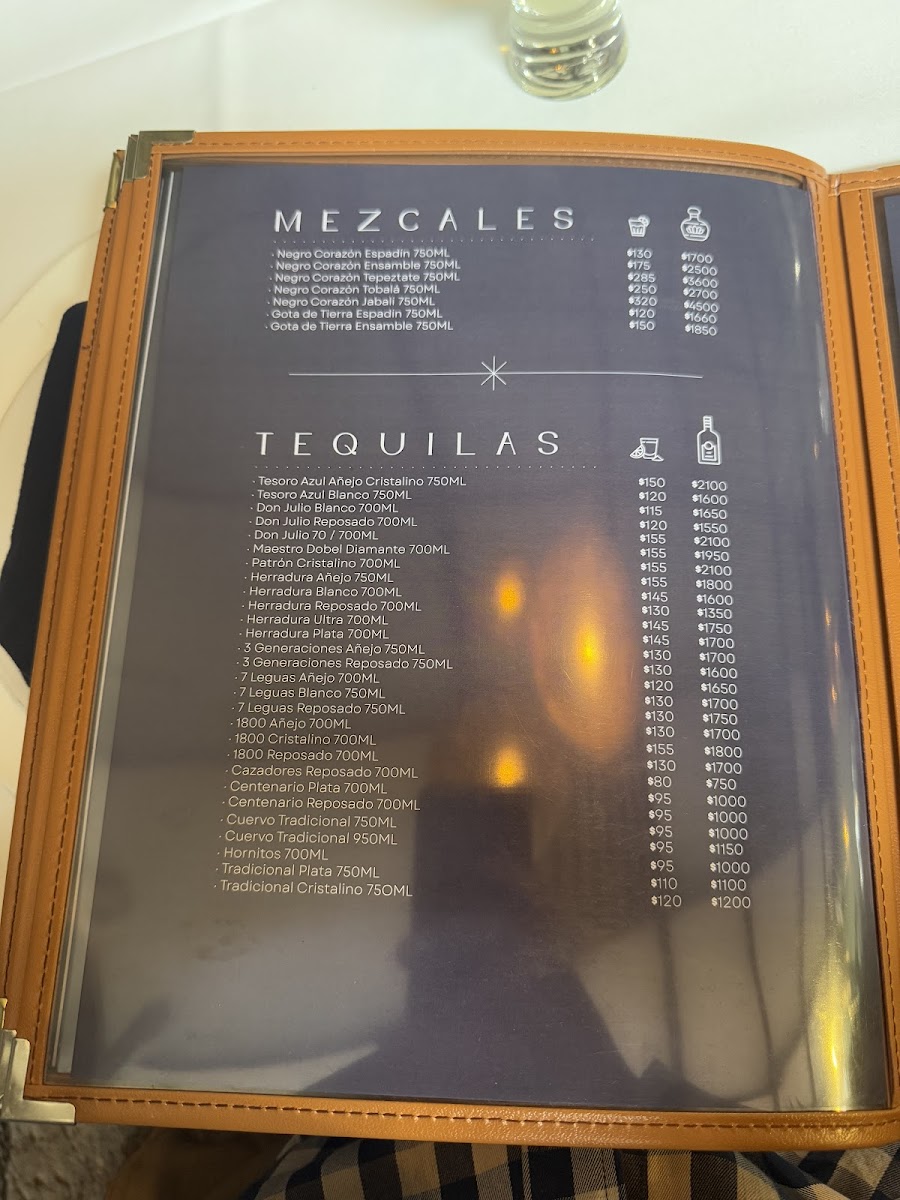 MEZCALES
· Negro Corazón Espadín 750ML $130 $1700
· Negro Corazón Ensamble 750ML $175 $2500
· Negro Corazón Tepeztate 750ML $285 $3600
· Negro Corazón Tobalá 750ML $250 $2700
· Negro Corazón Jabalí 750ML $320 $4500
· Gota de Tierra Espadín 750ML $120 $1660
· Gota de Tierra Ensamble 750ML $150 $1850
TEQUILAS
· Tesoro Azul Añejo Cristalino 750ML $150 $2100
· Tesoro Azul Blanco 750ML $120 $1600
· Don Julio Blanco 700ML $115 $1650
· Don Julio Reposado 700ML $120 $1550
· Don Julio 70 / 700ML $155 $2100
· Maestro Dobel Diamante 700ML $155 $1950
· Patrón Cristalino 700ML $155 $2100
· Herradura Añejo 750ML $155 $1800
· Herradura Blanco 700ML $145 $1600
· Herradura Reposado 700ML $130 $1350
· Herradura Ultra 700ML $145 $1750
· Herradura Plata 700ML $145 $1700
· 3 Generaciones Añejo 750ML $130 $1700
· 3 Generaciones Reposado 750ML $130 $1600
· 7 Leguas Añejo 700ML $120 $1650
· 7 Leguas Blanco 750ML $130 $1700
· 7 Leguas Reposado 750ML $130 $1750
· 1800 Añejo 700ML $130 $1700
· 1800 Cristalino 700ML $155 $1800
· 1800 Reposado 700ML $130 $1700
· Cazadores Reposado 700ML $80 $750
· Centenario Plata 700ML $95 $1000
· Centenario Reposado 700ML $95 $1000
· Cuervo Tradicional 750ML $95 $1000
· Cuervo Tradicional 950ML $95 $1150
· Hornitos 700ML $95 $1000
· Tradicional Plata 750ML $110 $1100
· Tradicional Cristalino 750ML $120 $1200